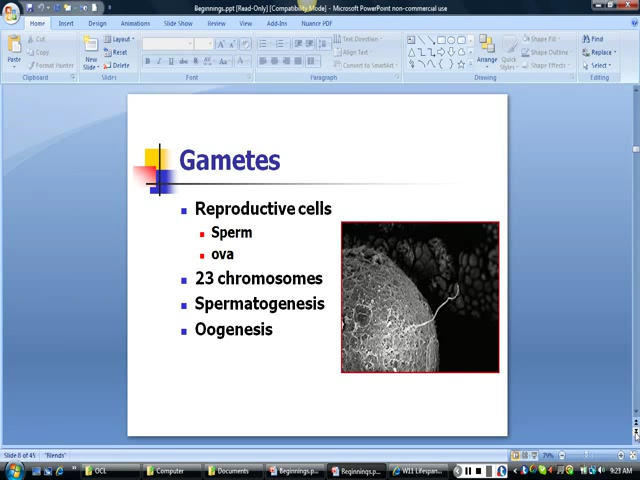 Beginnings.ppt [Read-Only] [Compatibility Mode] - Microsoft PowerPoint non-commercial use
Home Insert Design Animations Slide Show Review View Add-Ins Nuance PDF
Paste
Cut
Copy
Format Painter
Clipboard
New Slide
Layout
Reset
Delete
Slides
Font
Text Direction
Align Text
Convert to SmartArt
Paragraph
Arrange
Quick Styles
Shape Fill
Shape Outline
Shape Effects
Drawing
Find
Replace
Select
Editing
Gametes
Reproductive cells
Sperm
ova
23 chromosomes
Spermatogenesis
Oogenesis
Slide 8 of 45 "Blends" 79%
OCL Computer Documents Beginnings.p... Beginnings.p... W11 Lifespan... 9:23 AM